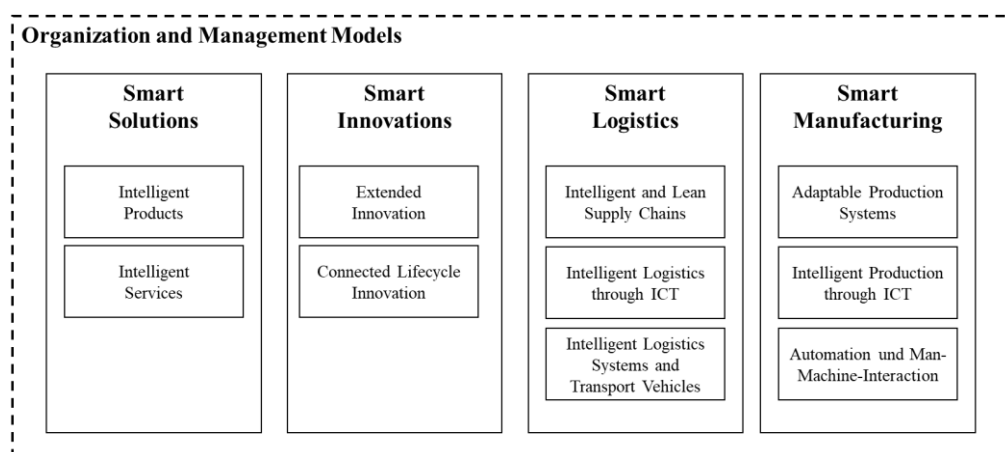 Organization and Management Models
Smart
Solutions
Intelligent
Products
Intelligent
Services
Smart
Innovations
Extended
Innovation
Connected Lifecycle
Innovation
Smart
Logistics
Intelligent and Lean
Supply Chains
Intelligent Logistics
through ICT
Intelligent Logistics
Systems and
Transport Vehicles
Smart
Manufacturing
Adaptable Production
Systems
Intelligent Production
through ICT
Automation und Man-
Machine-Interaction